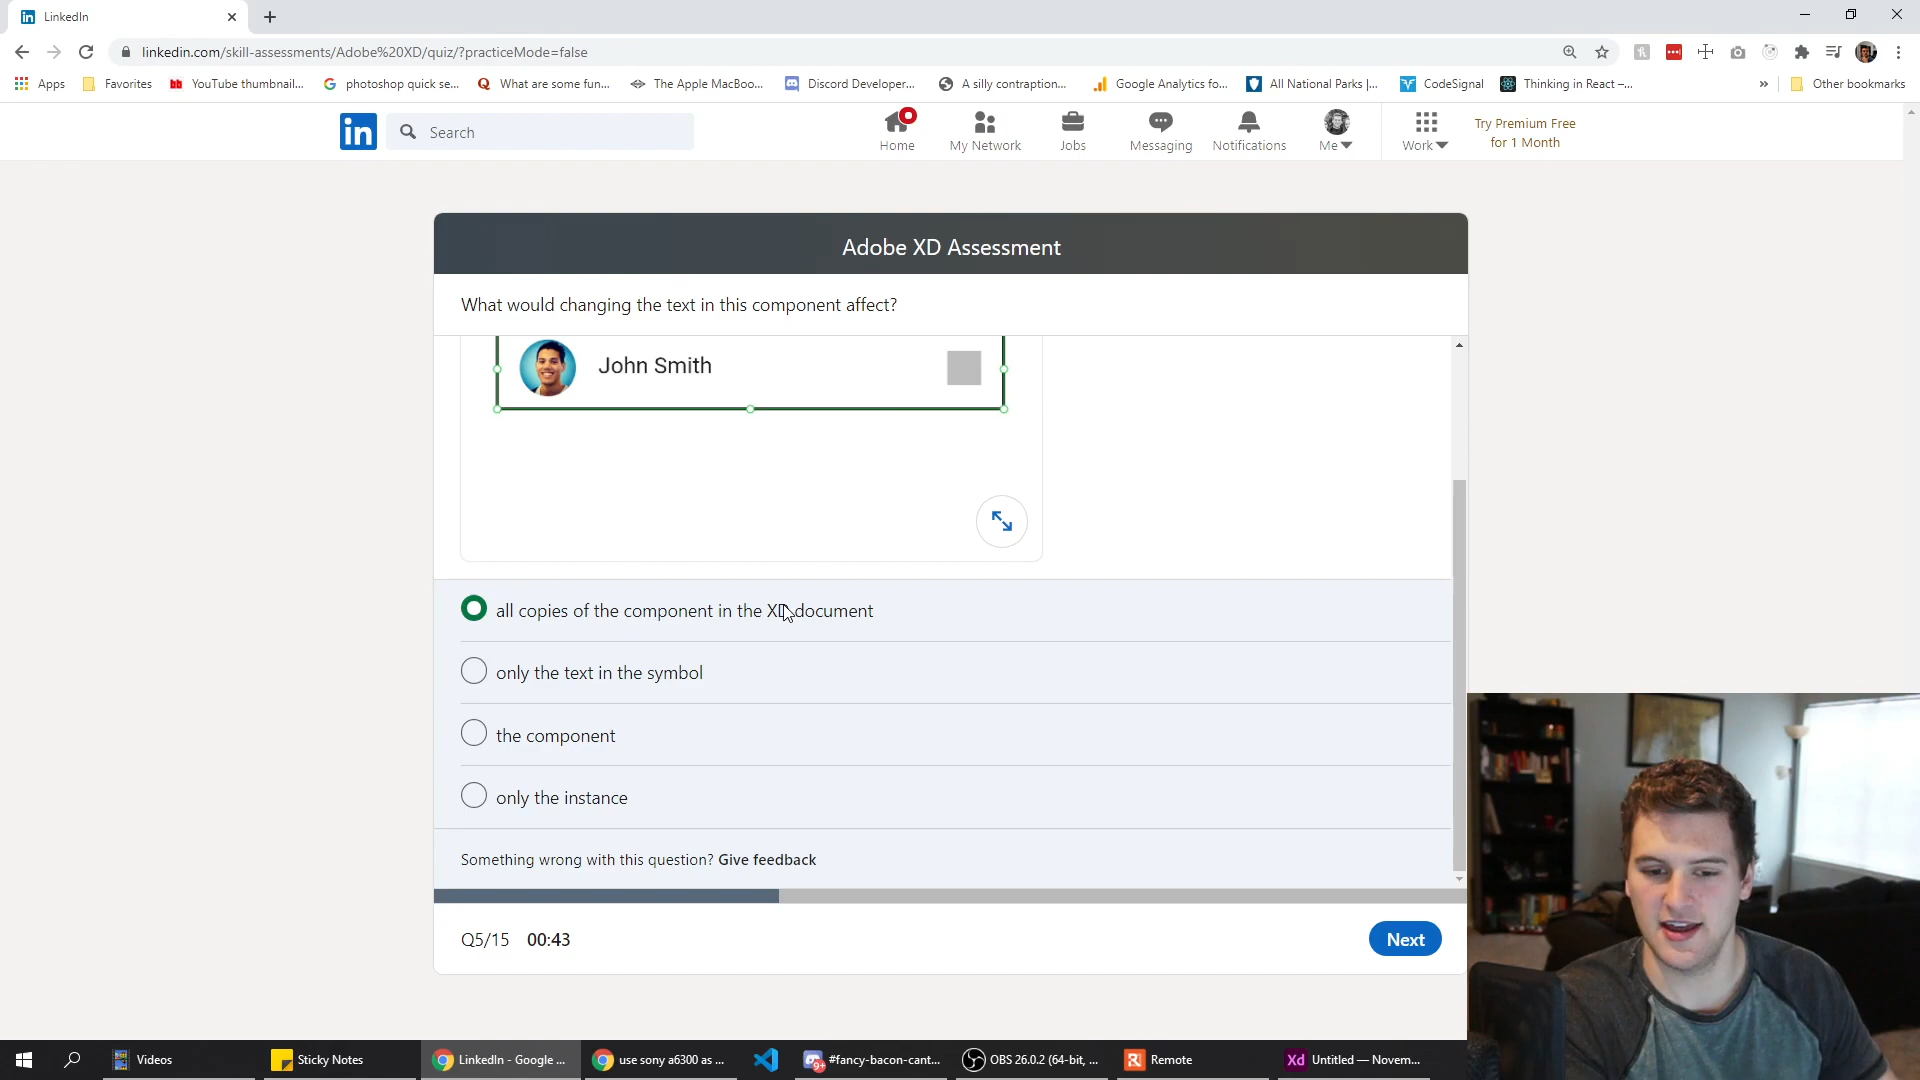 LinkedIn
linkedin.com/skill-assessments/Adobe%20XD/quiz/?practiceMode=false
Apps Favorites YouTube thumbnail... photoshop quick se... What are some fun... The Apple MacBoo... Discord Developer... A silly contraption... Google Analytics fo... All National Parks |... CodeSignal Thinking in React –... » Other bookmarks
in Search Home My Network Jobs Messaging Notifications Me Work Try Premium Free
for 1 Month
Adobe XD Assessment
What would changing the text in this component affect?
John Smith
all copies of the component in the XD document
only the text in the symbol
the component
only the instance
Something wrong with this question? Give feedback
Q5/15 00:43 Next
Videos Sticky Notes LinkedIn - Google ... use sony a6300 as ... 9+ #fancy-bacon-cant... OBS 26.0.2 (64-bit, ... Remote Xd Untitled — Novem...